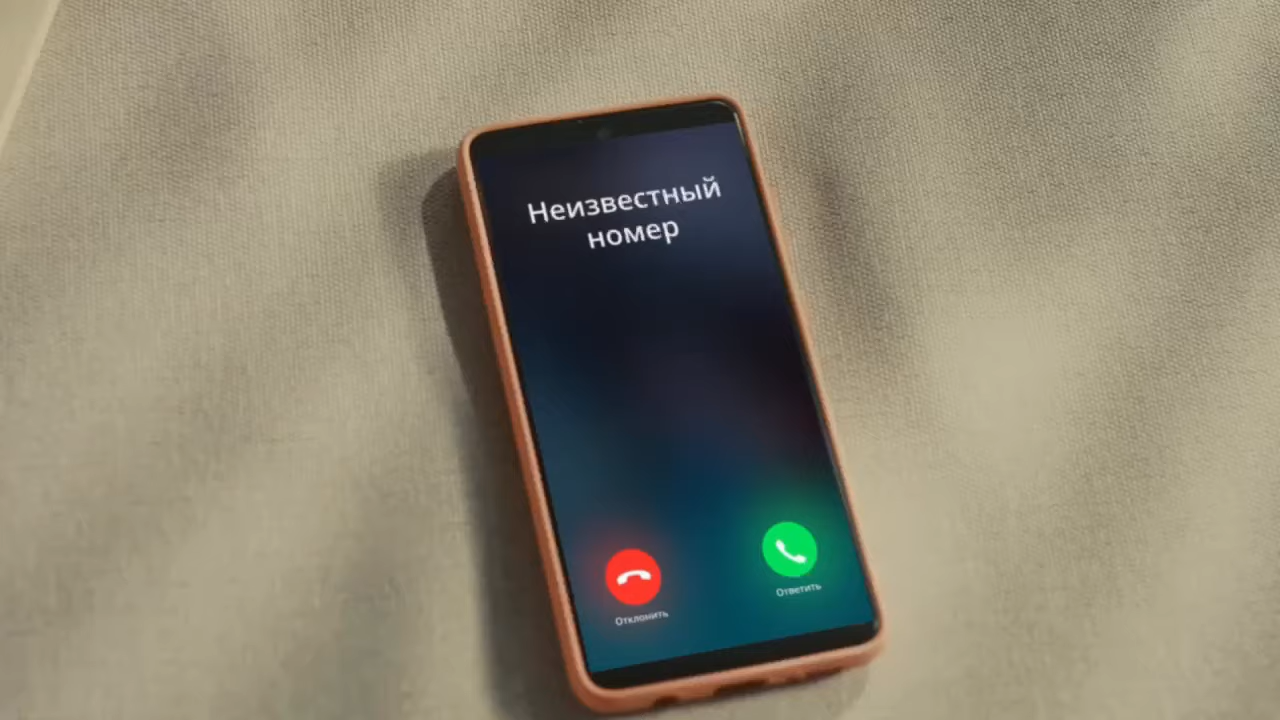 Неизвестный
номер
Отклонить
Ответить